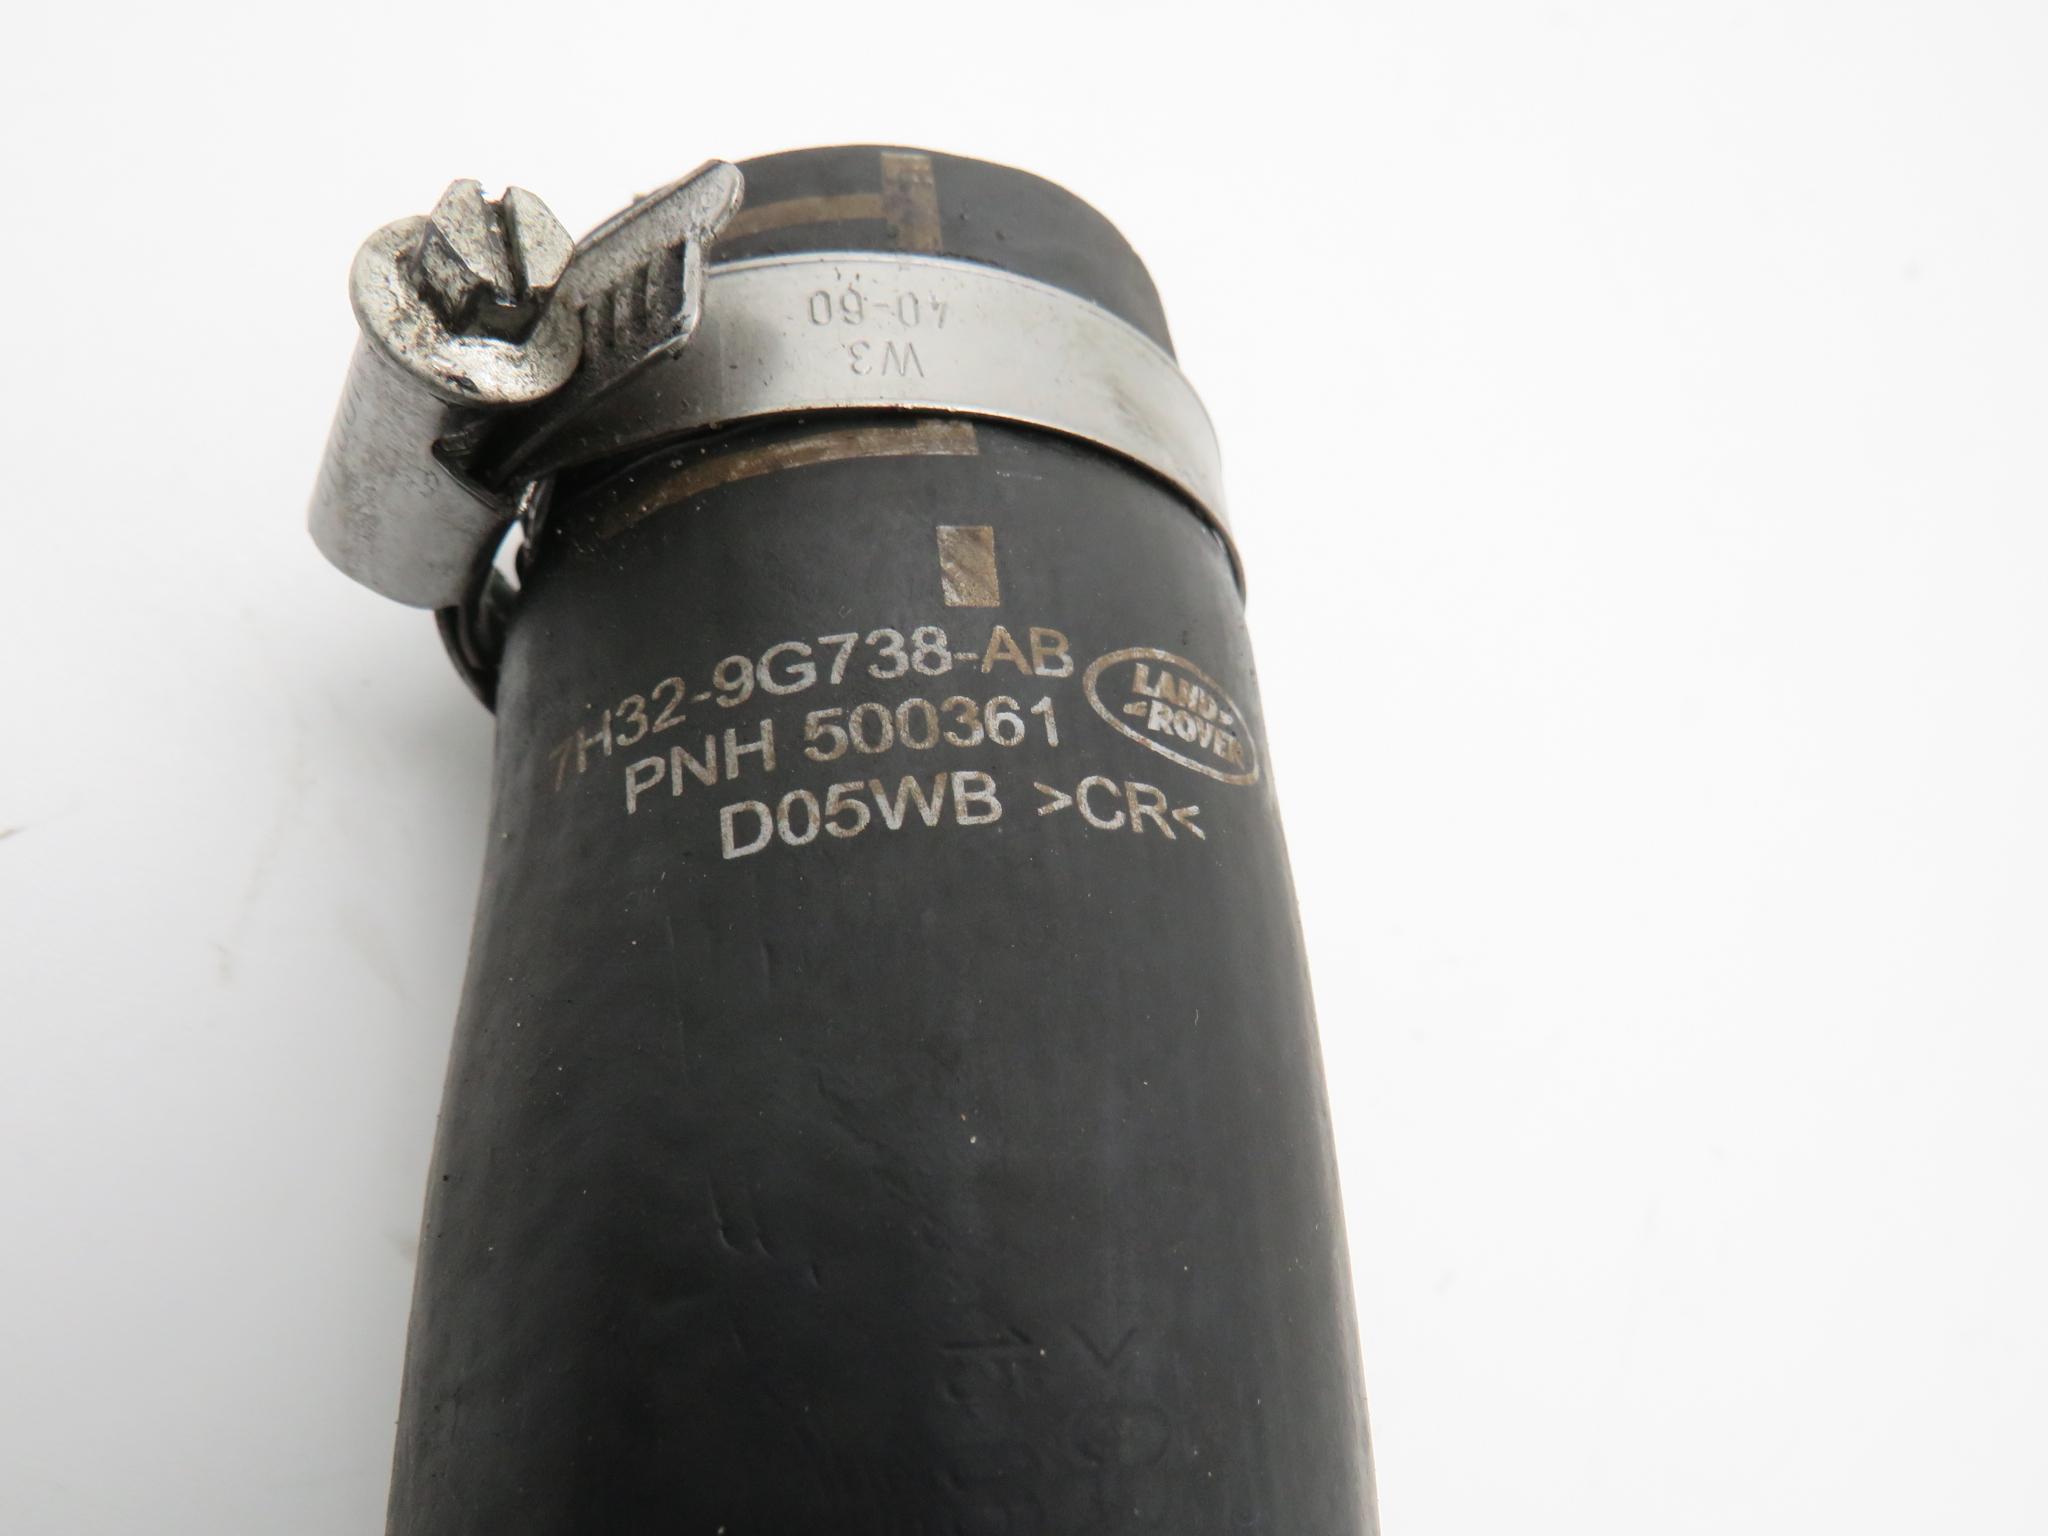 40-60
W3
7H32-9G738-AB
PNH 500361
LAND
ROVER
D05WB >CR<